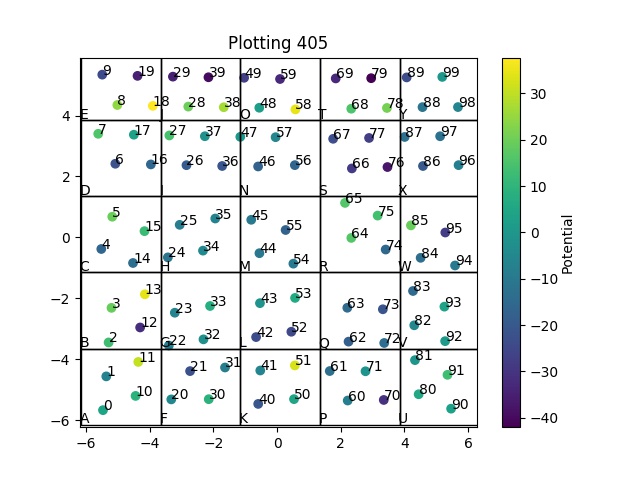 Plotting 405
9 19 29 39 49 59 69 79 89 99
8 18 28 38 48 58 68 78 88 98
E J O T Y
7 17 27 37 47 57 67 77 87 97
6 16 26 36 46 56 66 76 86 96
D I N S X
5 15 25 35 45 55 65 75 85 95
4 14 24 34 44 54 64 74 84 94
C H M R W
3 13 23 33 43 53 63 73 83 93
2 12 22 32 42 52 62 72 82 92
B G L Q V
1 11 21 31 41 51 61 71 81 91
0 10 20 30 40 50 60 70 80 90
A F K P U
4
2
0
−2
−4
−6
−6 −4 −2 0 2 4 6
30
20
10
0
−10
−20
−30
−40
Potential